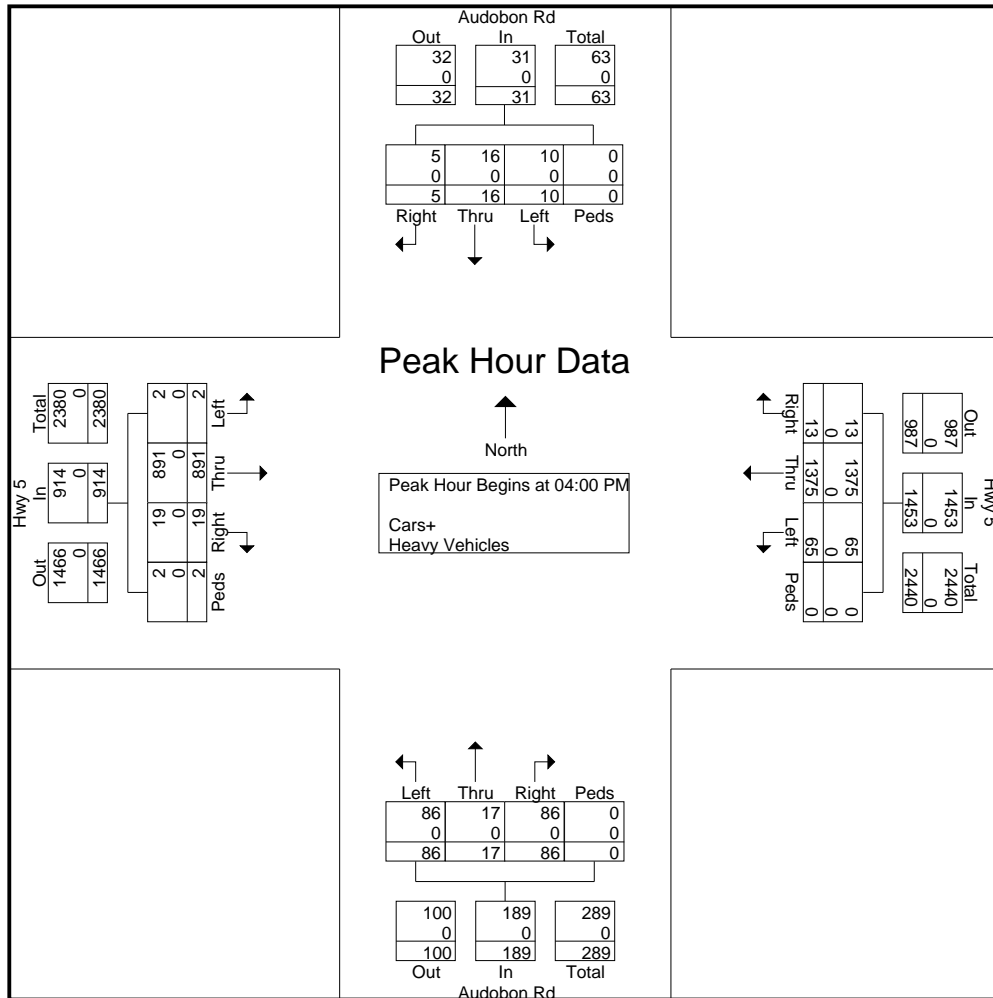 Audobon Rd
Out In Total
32 31 63
0 0 0
32 31 63
5 16 10 0
0 0 0 0
5 16 10 0
Right Thru Left Peds
Peak Hour Data
North
Peak Hour Begins at 04:00 PM
Cars+
Heavy Vehicles
Hwy 5
Total In Out
2380 914 1466
0 0 0
2380 914 1466
2 891 19 2
0 0 0 0
2 891 19 2
Left Thru Right Peds
Right Thru Left Peds
13 1375 65 0
0 0 0 0
13 1375 65 0
Out In Total
987 1453 2440
0 0 0
987 1453 2440
Hwy 5
Left Thru Right Peds
86 17 86 0
0 0 0 0
86 17 86 0
100 189 289
0 0 0
100 189 289
Out In Total
Audobon Rd